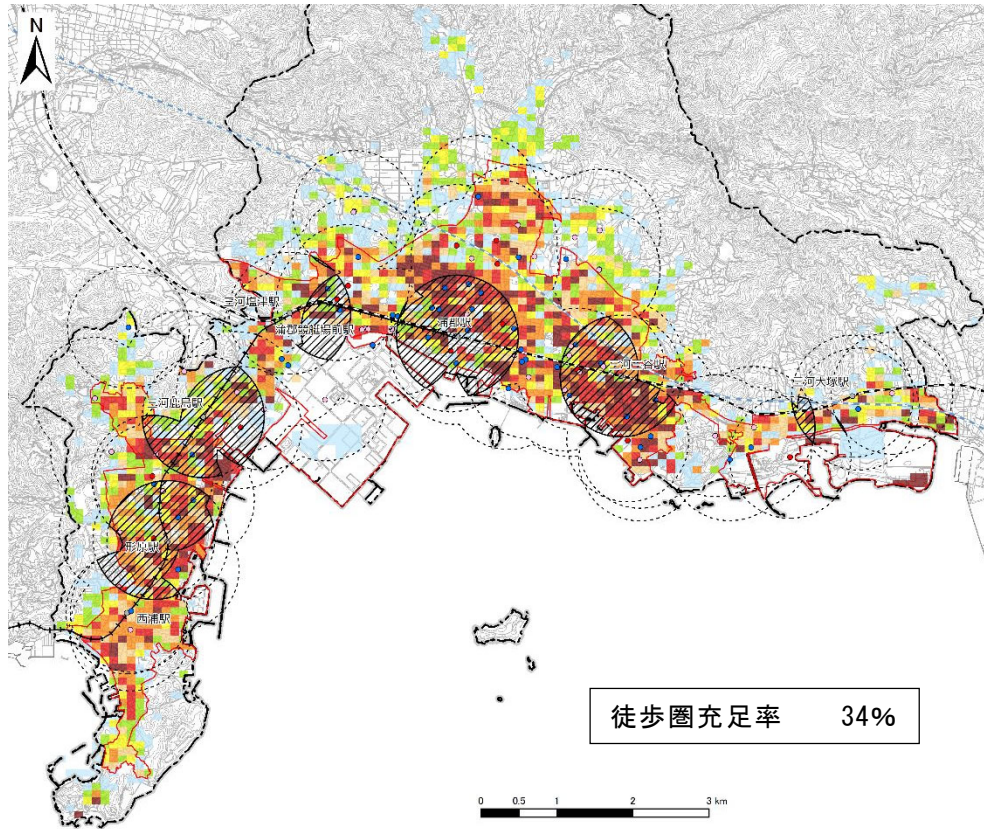 N
三河塩津駅
蒲郡競艇場前駅
蒲郡駅
三河三谷駅
三河大塚駅
三河鹿島駅
形原駅
西浦駅
徒歩圏充足率 34%
0 0.5 1 2 3 km